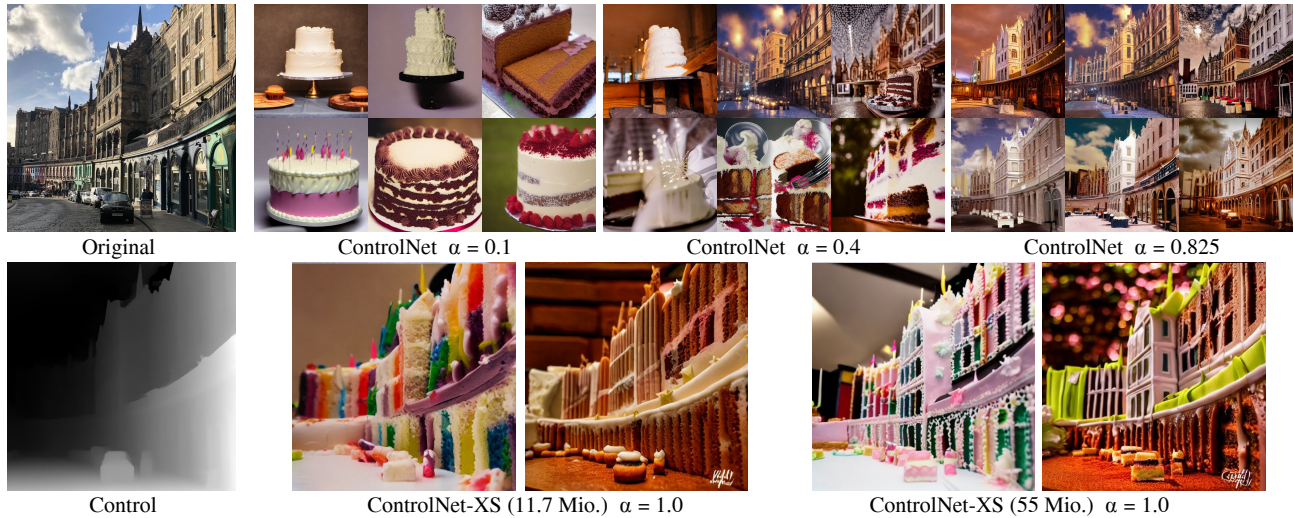 Original
ControlNet α = 0.1
ControlNet α = 0.4
ControlNet α = 0.825
Control
ControlNet-XS (11.7 Mio.) α = 1.0
ControlNet-XS (55 Mio.) α = 1.0